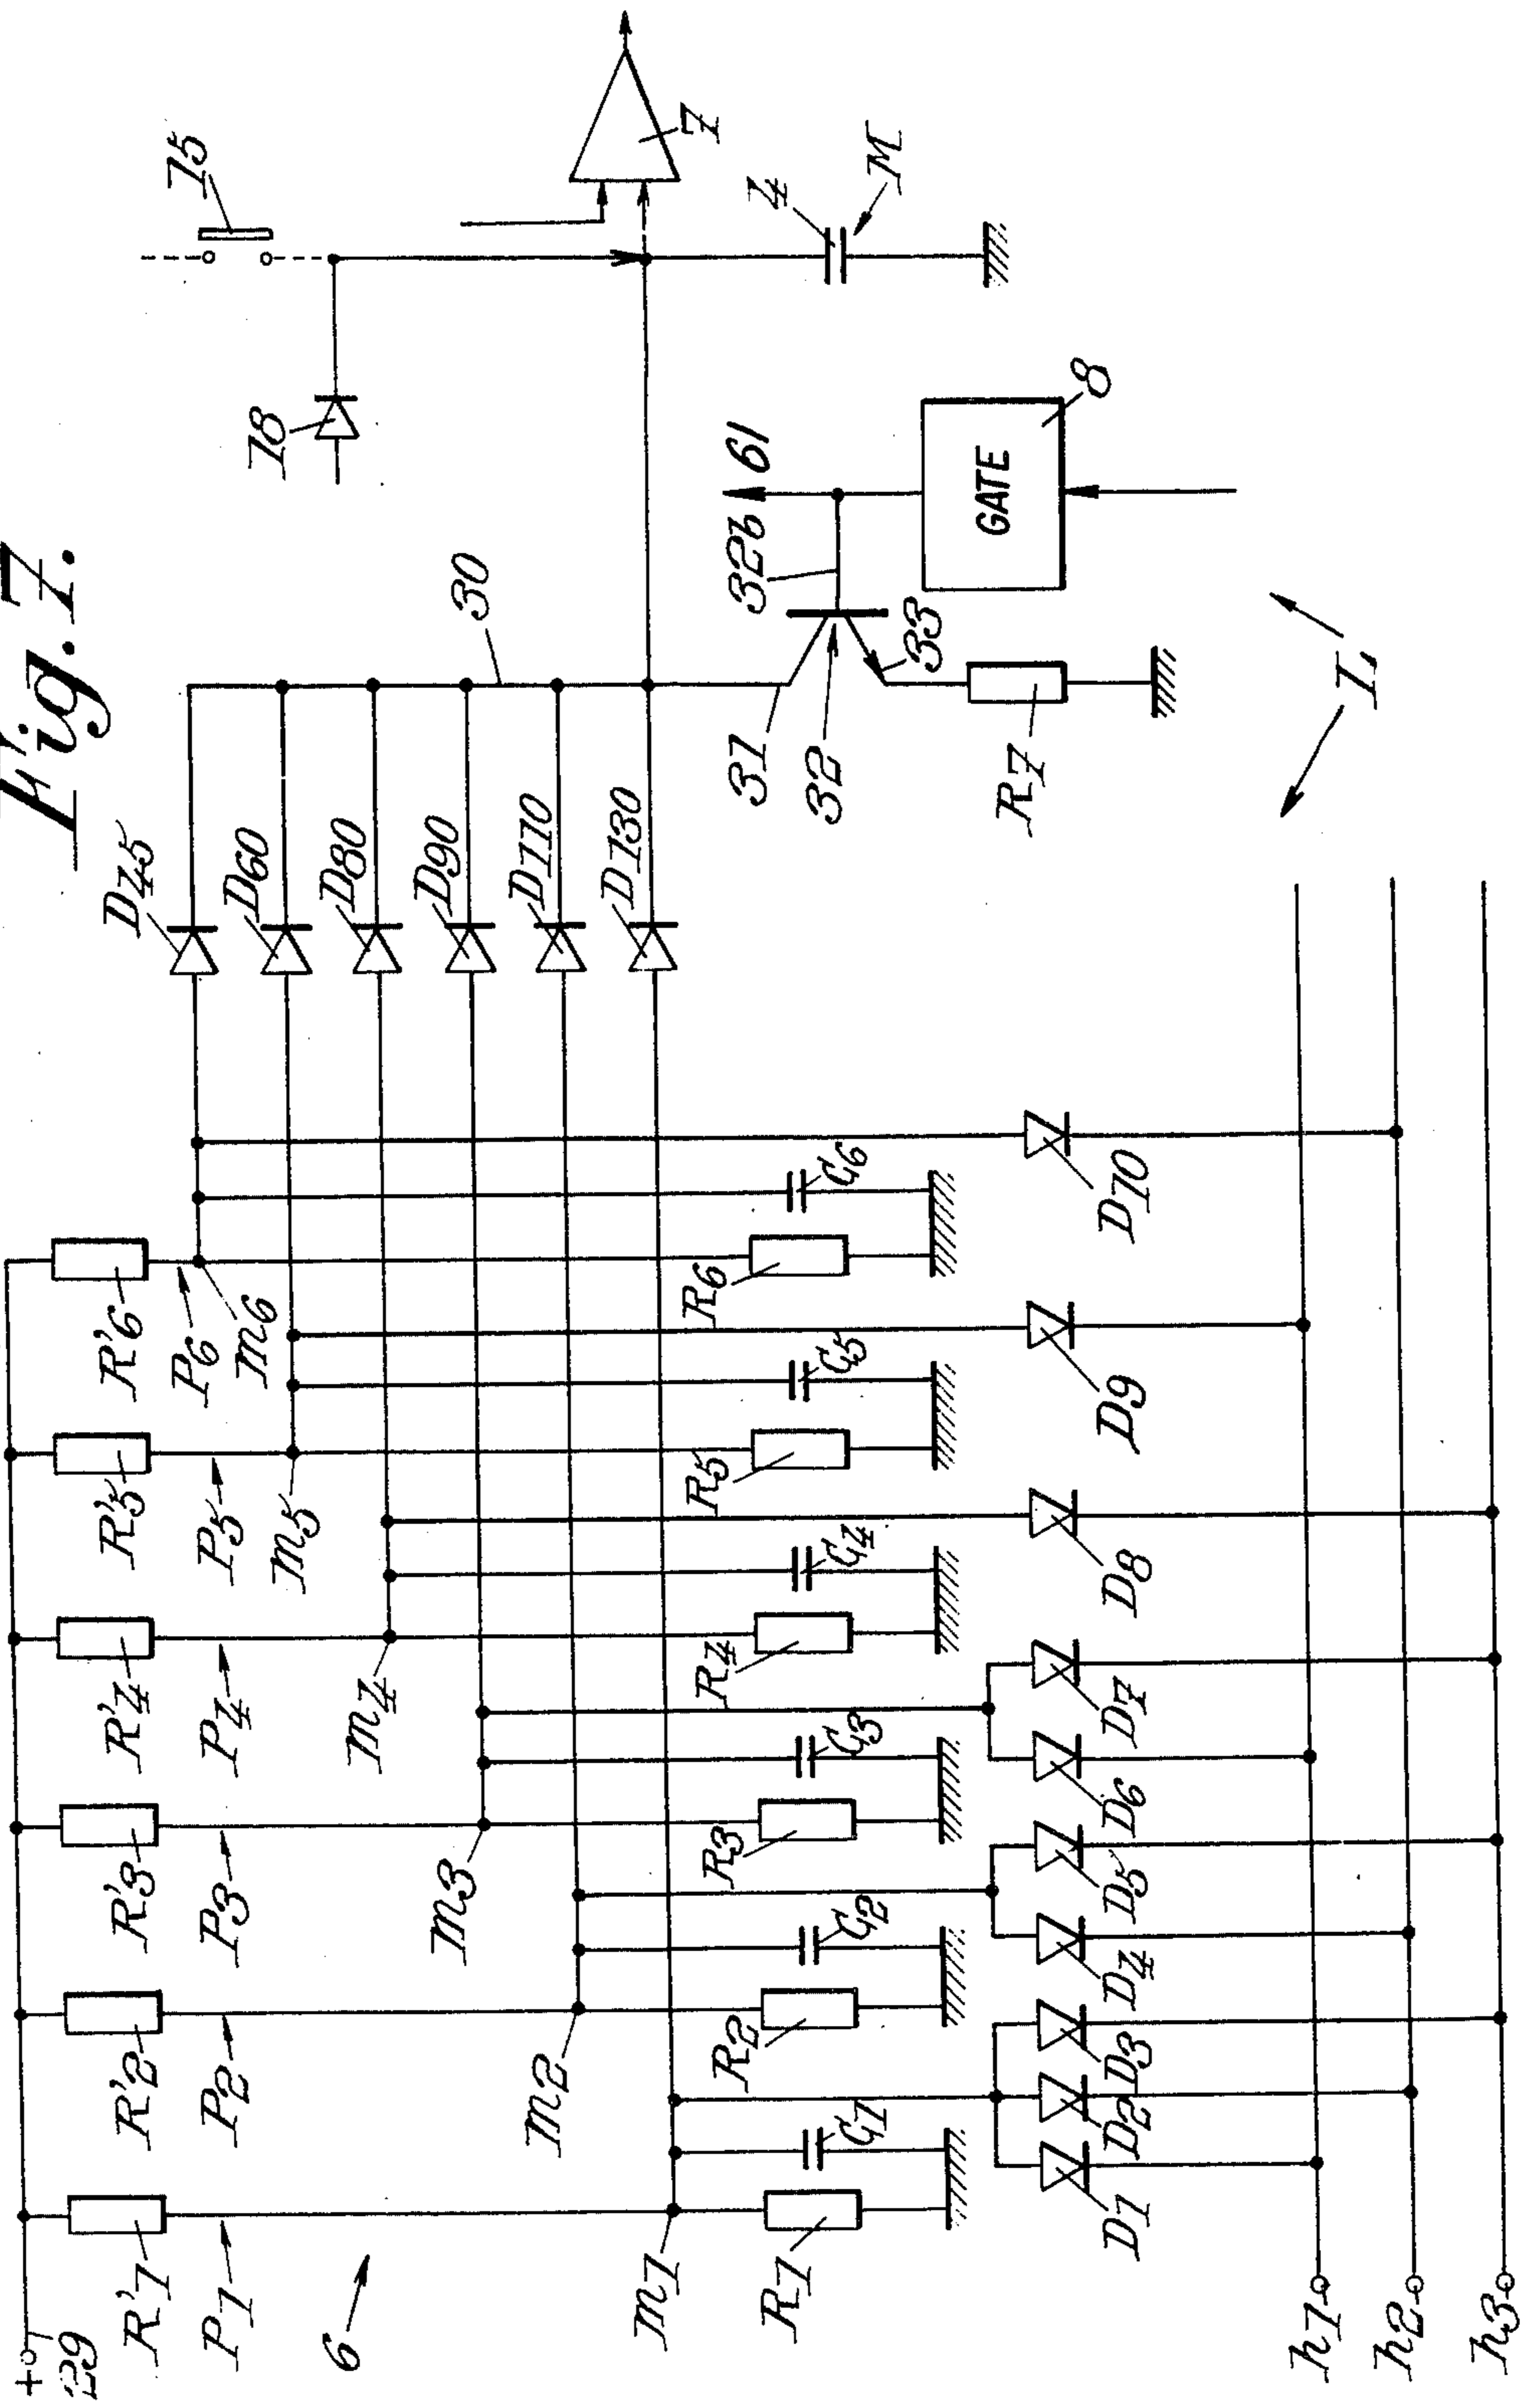 Fig. 7.
+
29
R'1
R'2
R'3
R'4
R'5
R'6
P1
P2
P3
P4
P5
P6
6
m1
m2
m3
m4
m5
m6
D45
D60
D80
D90
D110
D130
30
18
15
7
4
M
31
32
32b
33
61
GATE
8
R7
L
R1
R2
R3
R4
R5
R6
C1
C2
C3
C4
C5
C6
D1
D2
D3
D4
D5
D6
D7
D8
D9
D10
h1
h2
h3